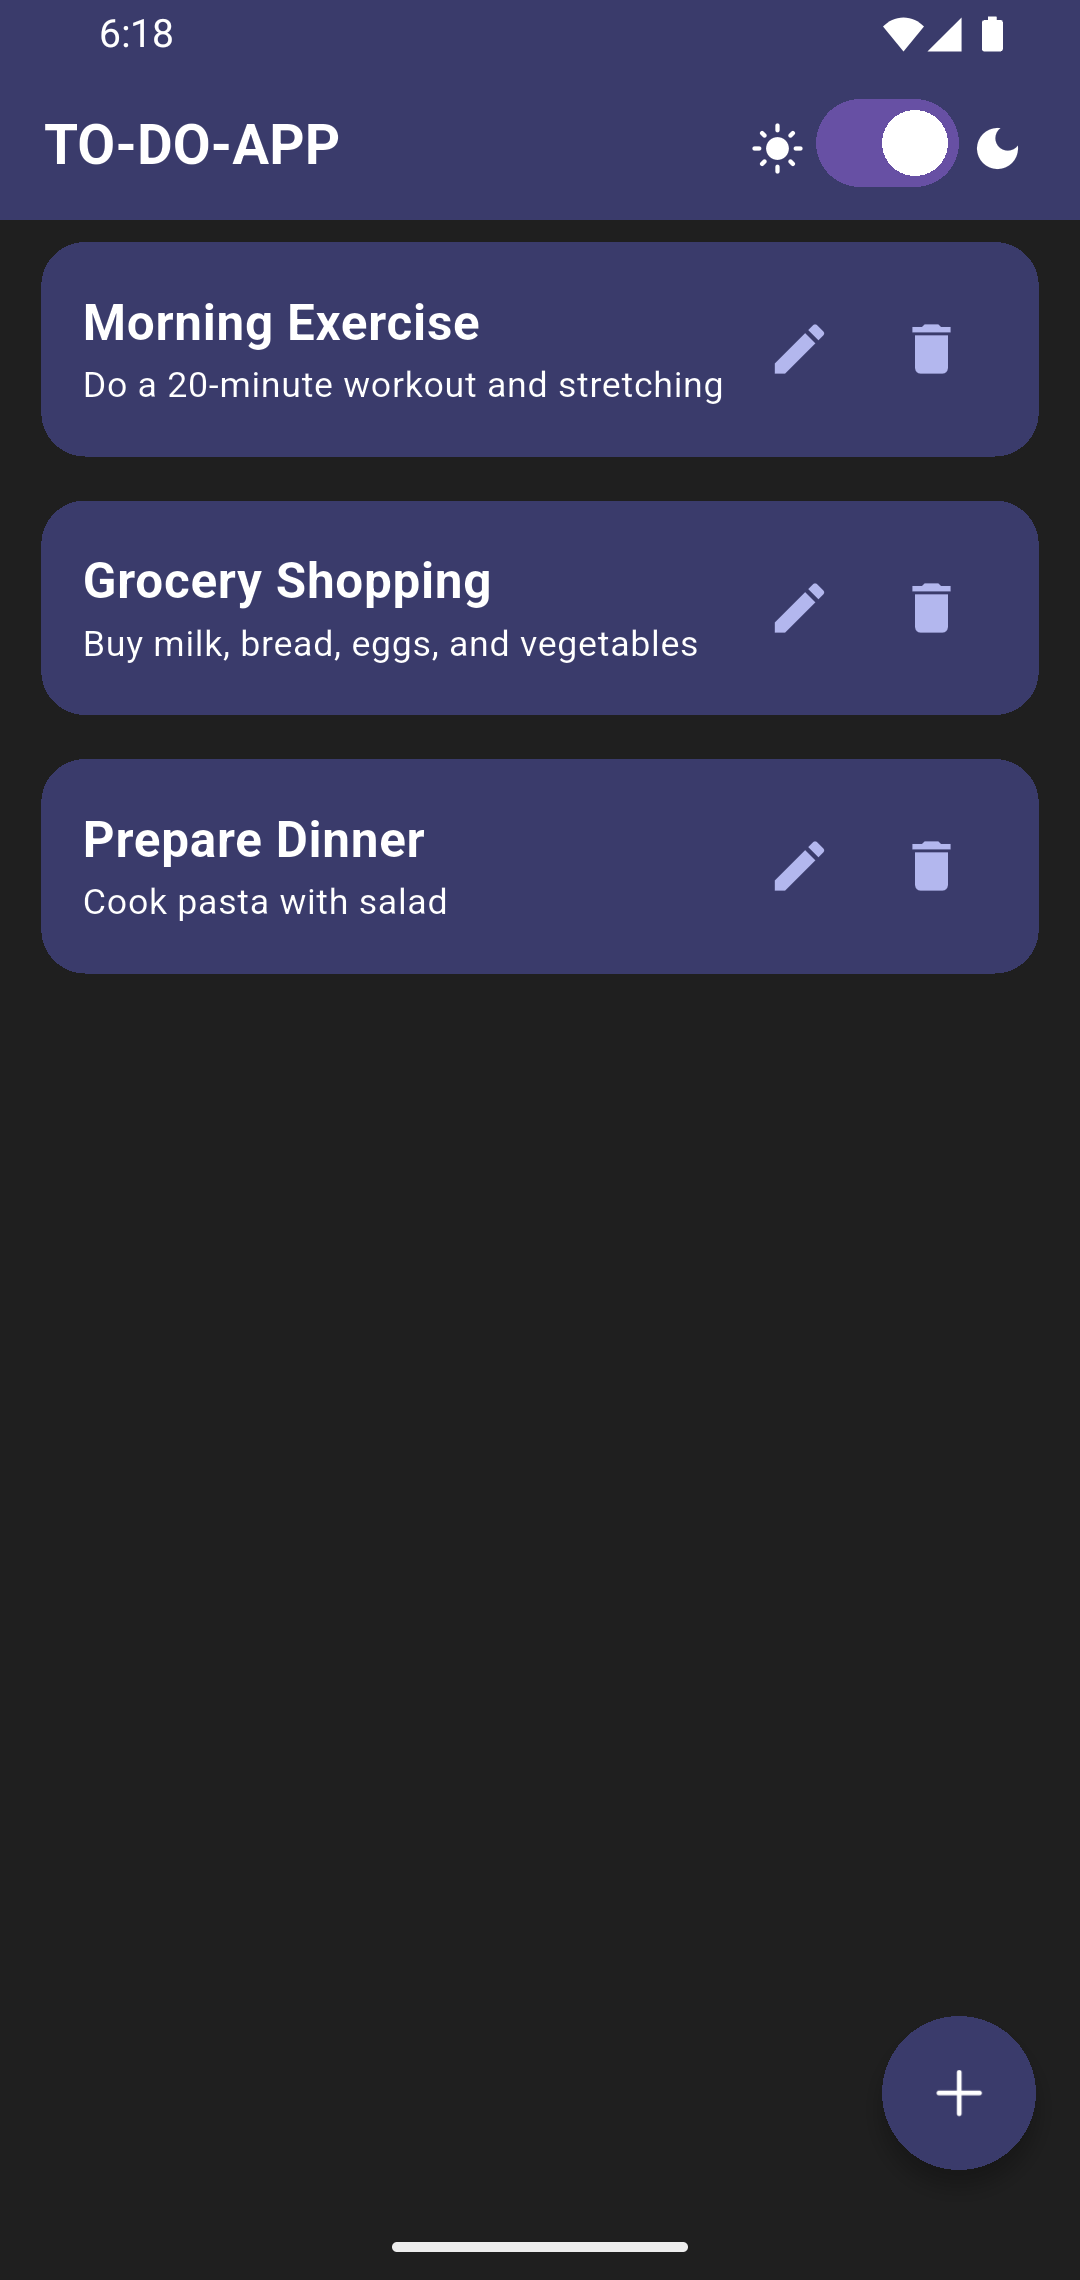 6:18
TO-DO-APP
Morning Exercise
Do a 20-minute workout and stretching
Grocery Shopping
Buy milk, bread, eggs, and vegetables
Prepare Dinner
Cook pasta with salad